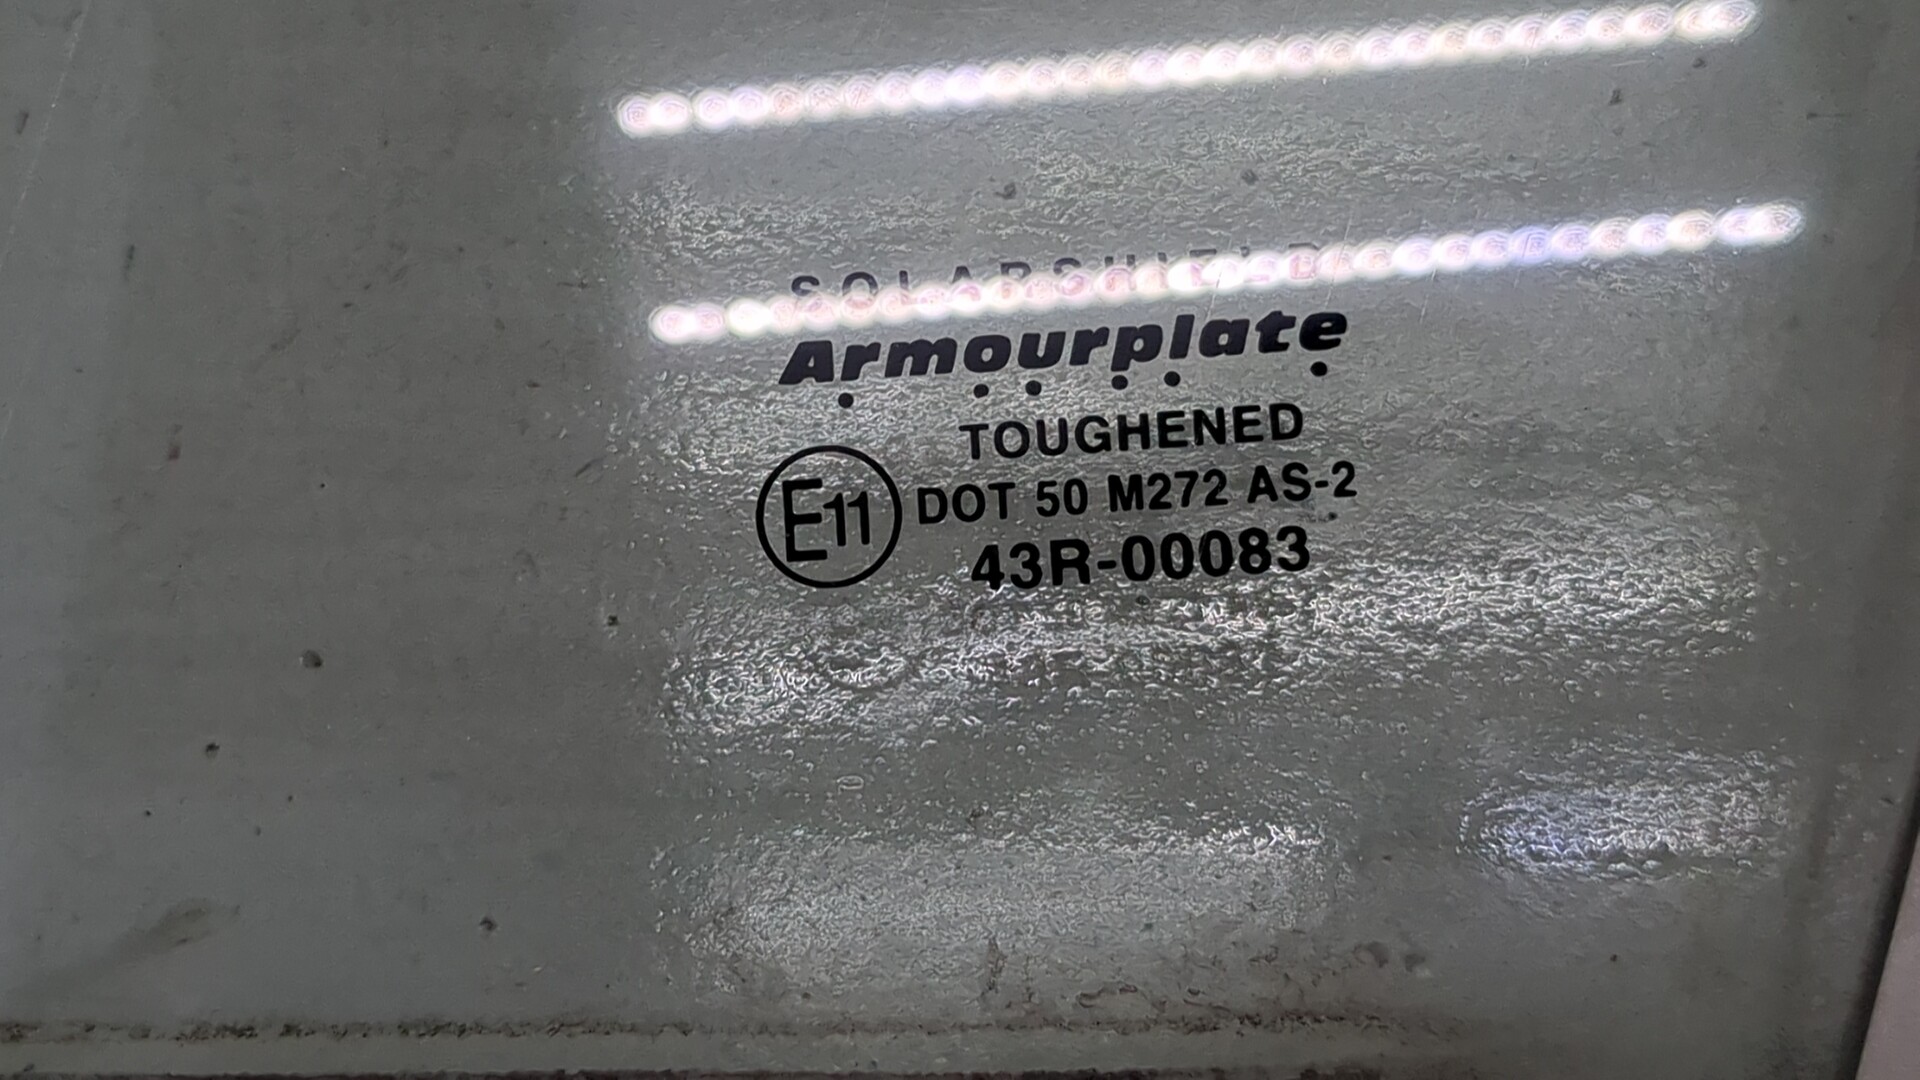 SOLARSHIELD
Armourplate
TOUGHENED
E11 DOT 50 M272 AS-2
43R-00083